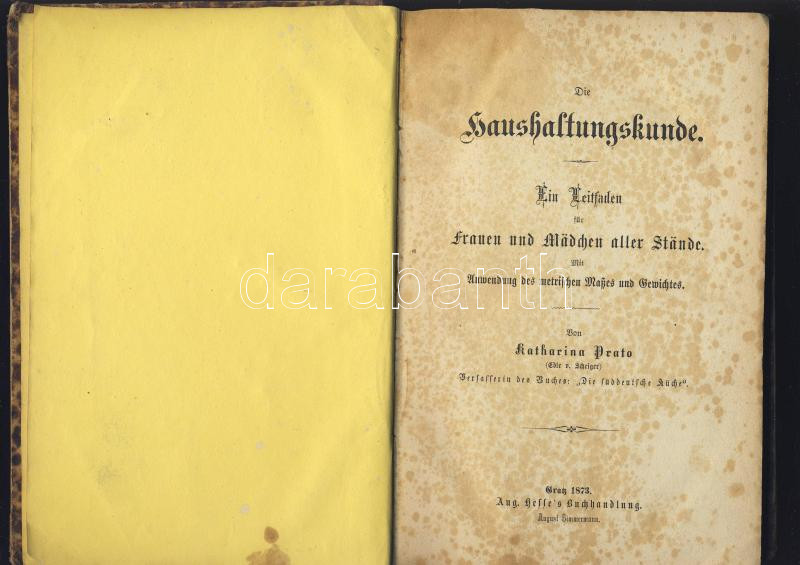 Die
Haushaltungskunde.
Ein Leitfaden
für
Frauen und Mädchen aller Stände.
Mit
Anwendung des metrischen Maßes und Gewichtes.
Von
Katharina Prato
(Edle v. Scheiger)
Verfasserin des Buches: „Die süddeutsche Küche“.
Graz 1873.
Aug. Hesse's Buchhandlung.
August Zimmermann.
darabanth